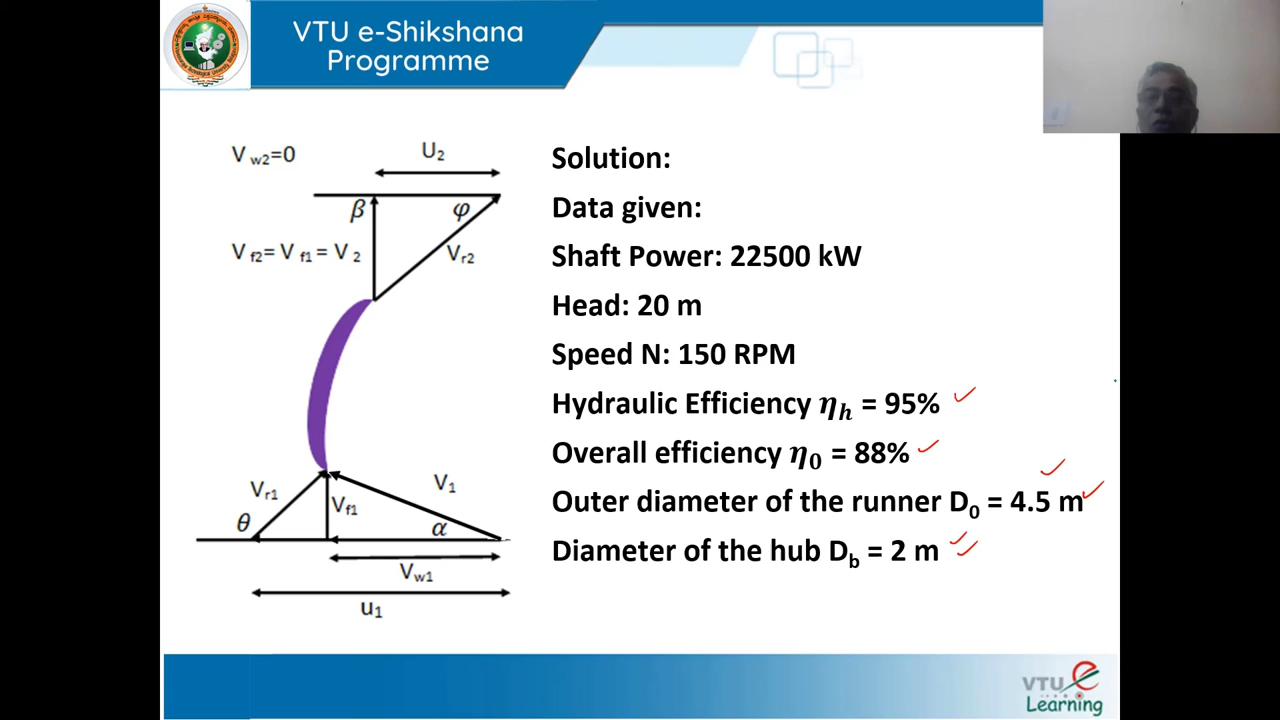 VTU e-Shikshana
Programme
V w2=0
U2
β
φ
V f2= V f1 = V 2
Vr2
Vr1
V1
Vf1
θ
α
Vw1
u1
Solution:
Data given:
Shaft Power: 22500 kW
Head: 20 m
Speed N: 150 RPM
Hydraulic Efficiency ηh = 95%
Overall efficiency η0 = 88%
Outer diameter of the runner D0 = 4.5 m
Diameter of the hub Db = 2 m
VTU e
Learning